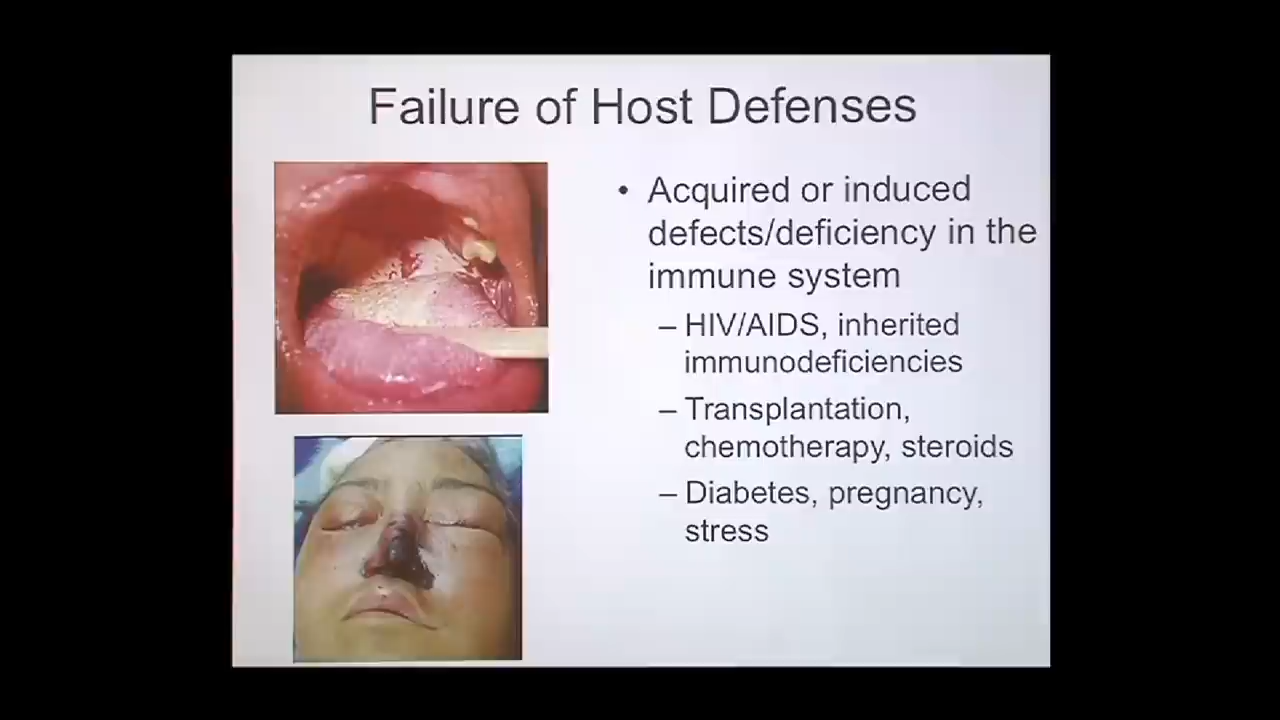 Failure of Host Defenses
• Acquired or induced
defects/deficiency in the
immune system
– HIV/AIDS, inherited
immunodeficiencies
– Transplantation,
chemotherapy, steroids
– Diabetes, pregnancy,
stress